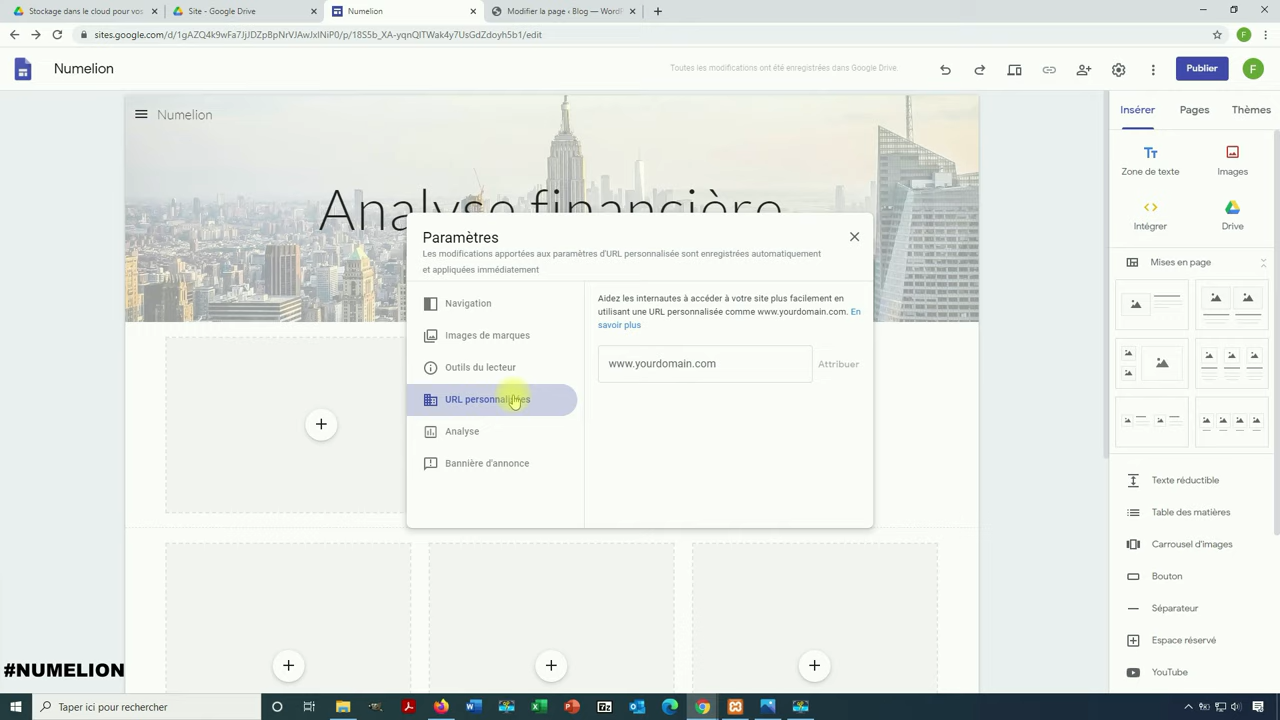 Stockage dans le cloud pour vos
Site - Google Drive
Numelion
Modifier la page ‹ Blog — WordP
sites.google.com/d/1gAZQ4k9wFa7JjJDZp8pNrVJAwJxINiP0/p/18S5b_XA-yqnQITWak4y7UsGdZdoyh5b1/edit
F
Numelion
Toutes les modifications ont été enregistrées dans Google Drive.
Publier
F
Numelion
Insérer
Pages
Thèmes
Zone de texte
Images
Analyse financière
Intégrer
Drive
Paramètres
Les modifications apportées aux paramètres d'URL personnalisée sont enregistrées automatiquement
et appliquées immédiatement
Mises en page
Navigation
Images de marques
Outils du lecteur
URL personnalisées
Analyse
Bannière d'annonce
Aidez les internautes à accéder à votre site plus facilement en
utilisant une URL personnalisée comme www.yourdomain.com. En
savoir plus
www.yourdomain.com
Attribuer
Texte réductible
Table des matières
Carrousel d'images
Bouton
Séparateur
Espace réservé
YouTube
#NUMELION
Taper ici pour rechercher